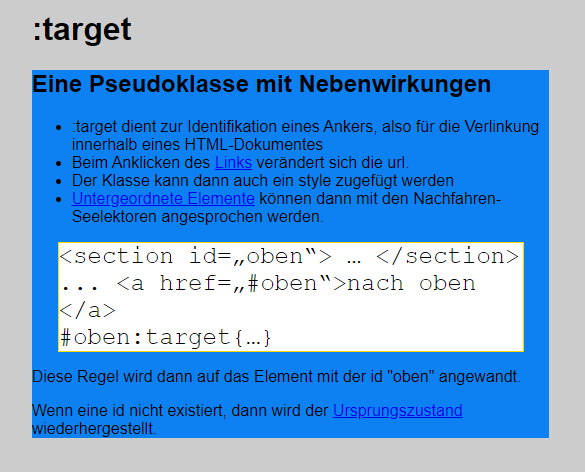 :target
Eine Pseudoklasse mit Nebenwirkungen
:target dient zur Identifikation eines Ankers, also für die Verlinkung
innerhalb eines HTML-Dokumentes
Beim Anklicken des Links verändert sich die url.
Der Klasse kann dann auch ein style zugefügt werden
Untergeordnete Elemente können dann mit den Nachfahren-
Seelektoren angesprochen werden.
<section id=„oben“> … </section>
... <a href=„#oben“>nach oben
</a>
#oben:target{…}
Diese Regel wird dann auf das Element mit der id "oben" angewandt.
Wenn eine id nicht existiert, dann wird der Ursprungszustand
wiederhergestellt.